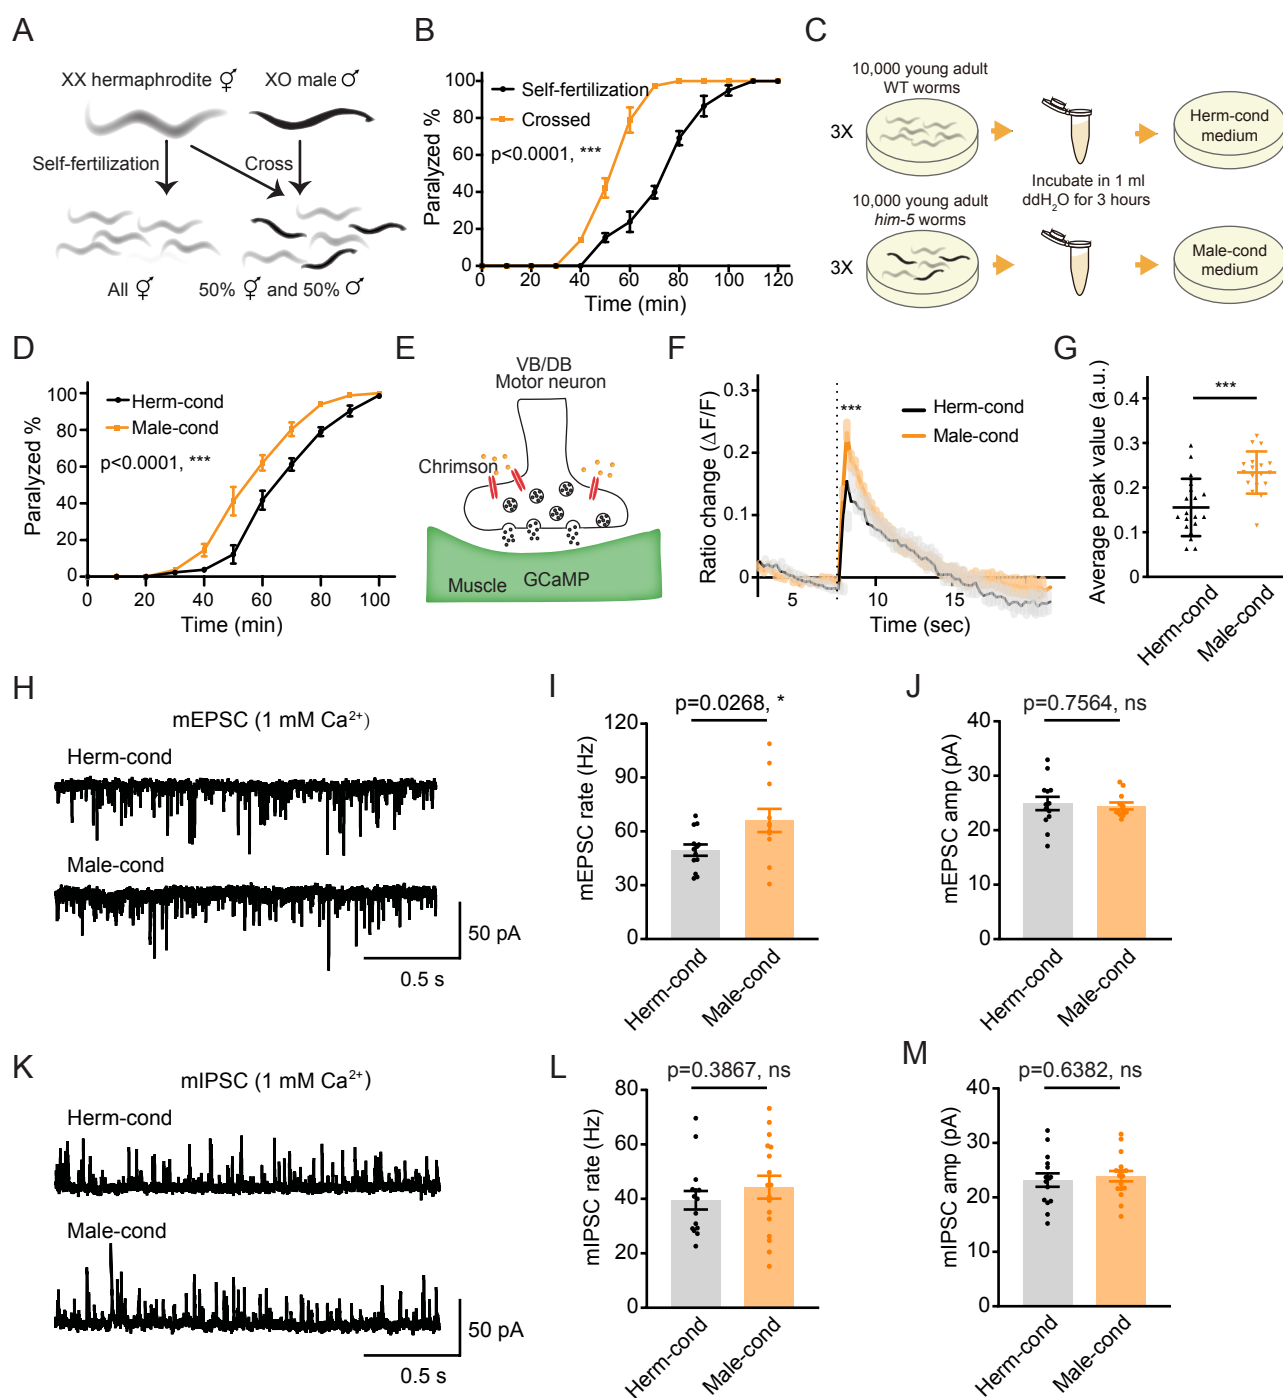 A
XX hermaphrodite ⚥
XO male ♂
Self-fertilization
Cross
All ⚥
50% ⚥ and 50% ♂
B
Paralyzed %
100
80
60
40
20
0
Self-fertilization
Crossed
p<0.0001, ***
0 20 40 60 80 100 120
Time (min)
C
10,000 young adult
WT worms
3X
Herm-cond
medium
Incubate in 1 ml
ddH₂O for 3 hours
10,000 young adult
him-5 worms
3X
Male-cond
medium
D
Paralyzed %
100
80
60
40
20
0
Herm-cond
Male-cond
p<0.0001, ***
0 20 40 60 80 100
Time (min)
E
VB/DB
Motor neuron
Chrimson
Muscle
GCaMP
F
Ratio change (ΔF/F)
0.3
0.2
0.1
0
***
Herm-cond
Male-cond
5 10 15
Time (sec)
G
Average peak value (a.u.)
0.4
0.3
0.2
0.1
0
***
Herm-cond
Male-cond
H
mEPSC (1 mM Ca²⁺)
Herm-cond
Male-cond
50 pA
0.5 s
I
p=0.0268, *
mEPSC rate (Hz)
120
90
60
30
0
Herm-cond
Male-cond
J
p=0.7564, ns
mEPSC amp (pA)
40
30
20
10
0
Herm-cond
Male-cond
K
mIPSC (1 mM Ca²⁺)
Herm-cond
Male-cond
50 pA
0.5 s
L
p=0.3867, ns
mIPSC rate (Hz)
80
60
40
20
0
Herm-cond
Male-cond
M
p=0.6382, ns
mIPSC amp (pA)
40
30
20
10
0
Herm-cond
Male-cond